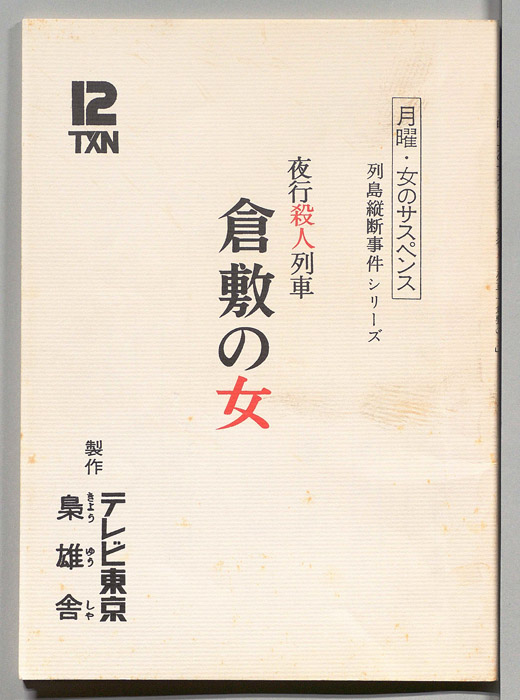 月曜・女のサスペンス
列島縦断事件シリーズ
夜行殺人列車
倉敷の女
12
TXN
製作
テレビ東京
きょう ゆう しゃ
梟雄舎